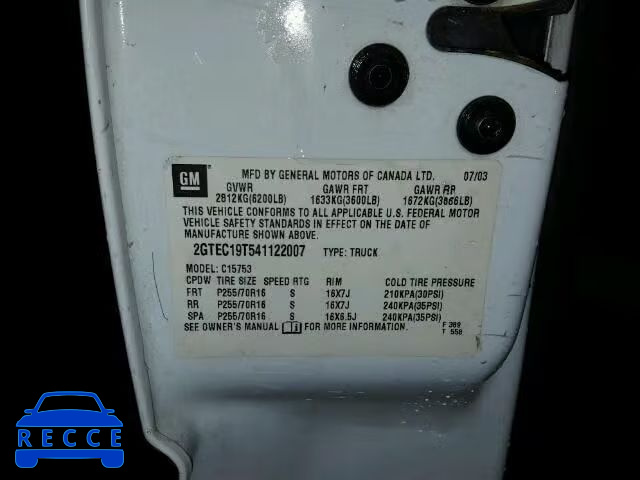 GM
MFD BY GENERAL MOTORS OF CANADA LTD. 07/03
GVWR GAWR FRT GAWR RR
2812KG(6200LB) 1633KG(3600LB) 1672KG(3686LB)
THIS VEHICLE CONFORMS TO ALL APPLICABLE U.S. FEDERAL MOTOR
VEHICLE SAFETY STANDARDS IN EFFECT ON THE DATE OF
MANUFACTURE SHOWN ABOVE.
2GTEC19T541122007 TYPE: TRUCK
MODEL: C15753
CPDW TIRE SIZE SPEED RTG RIM COLD TIRE PRESSURE
FRT P255/70R16 S 16X7J 210KPA(30PSI)
RR P255/70R16 S 16X7J 240KPA(35PSI)
SPA P255/70R16 S 16X6.5J 240KPA(35PSI)
SEE OWNER'S MANUAL FOR MORE INFORMATION.
F 369
T 558
RECCE